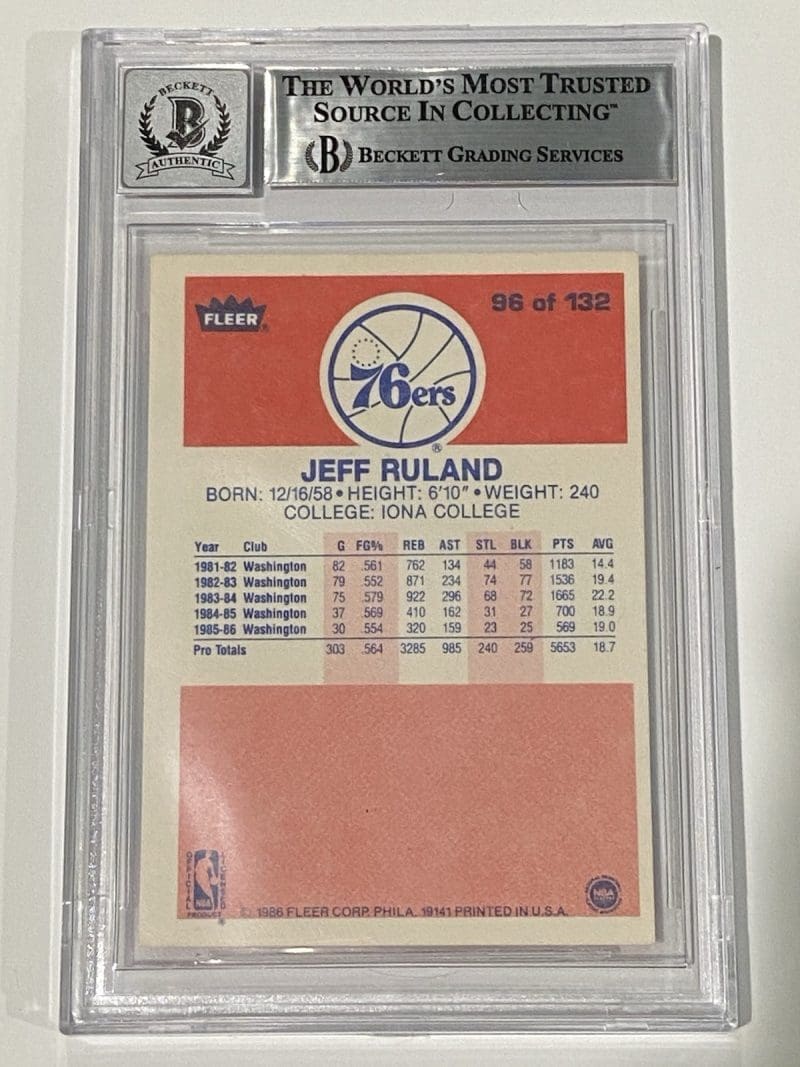 BECKETT
B
AUTHENTIC
THE WORLD'S MOST TRUSTED
SOURCE IN COLLECTING™
B BECKETT GRADING SERVICES
FLEER®
96 of 132
76ers®
JEFF RULAND
BORN: 12/16/58 • HEIGHT: 6'10" • WEIGHT: 240
COLLEGE: IONA COLLEGE
Year Club G FG% REB AST STL BLK PTS AVG
1981-82 Washington 82 .561 762 134 44 58 1183 14.4
1982-83 Washington 79 .552 871 234 74 77 1536 19.4
1983-84 Washington 75 .579 922 296 68 72 1665 22.2
1984-85 Washington 37 .569 410 162 31 27 700 18.9
1985-86 Washington 30 .554 320 159 23 25 569 19.0
Pro Totals 303 .564 3285 985 240 259 5653 18.7
OFFICIAL
LICENSED
NBA
PRODUCT
®
© 1986 FLEER CORP. PHILA. 19141 PRINTED IN U.S.A.
NBA